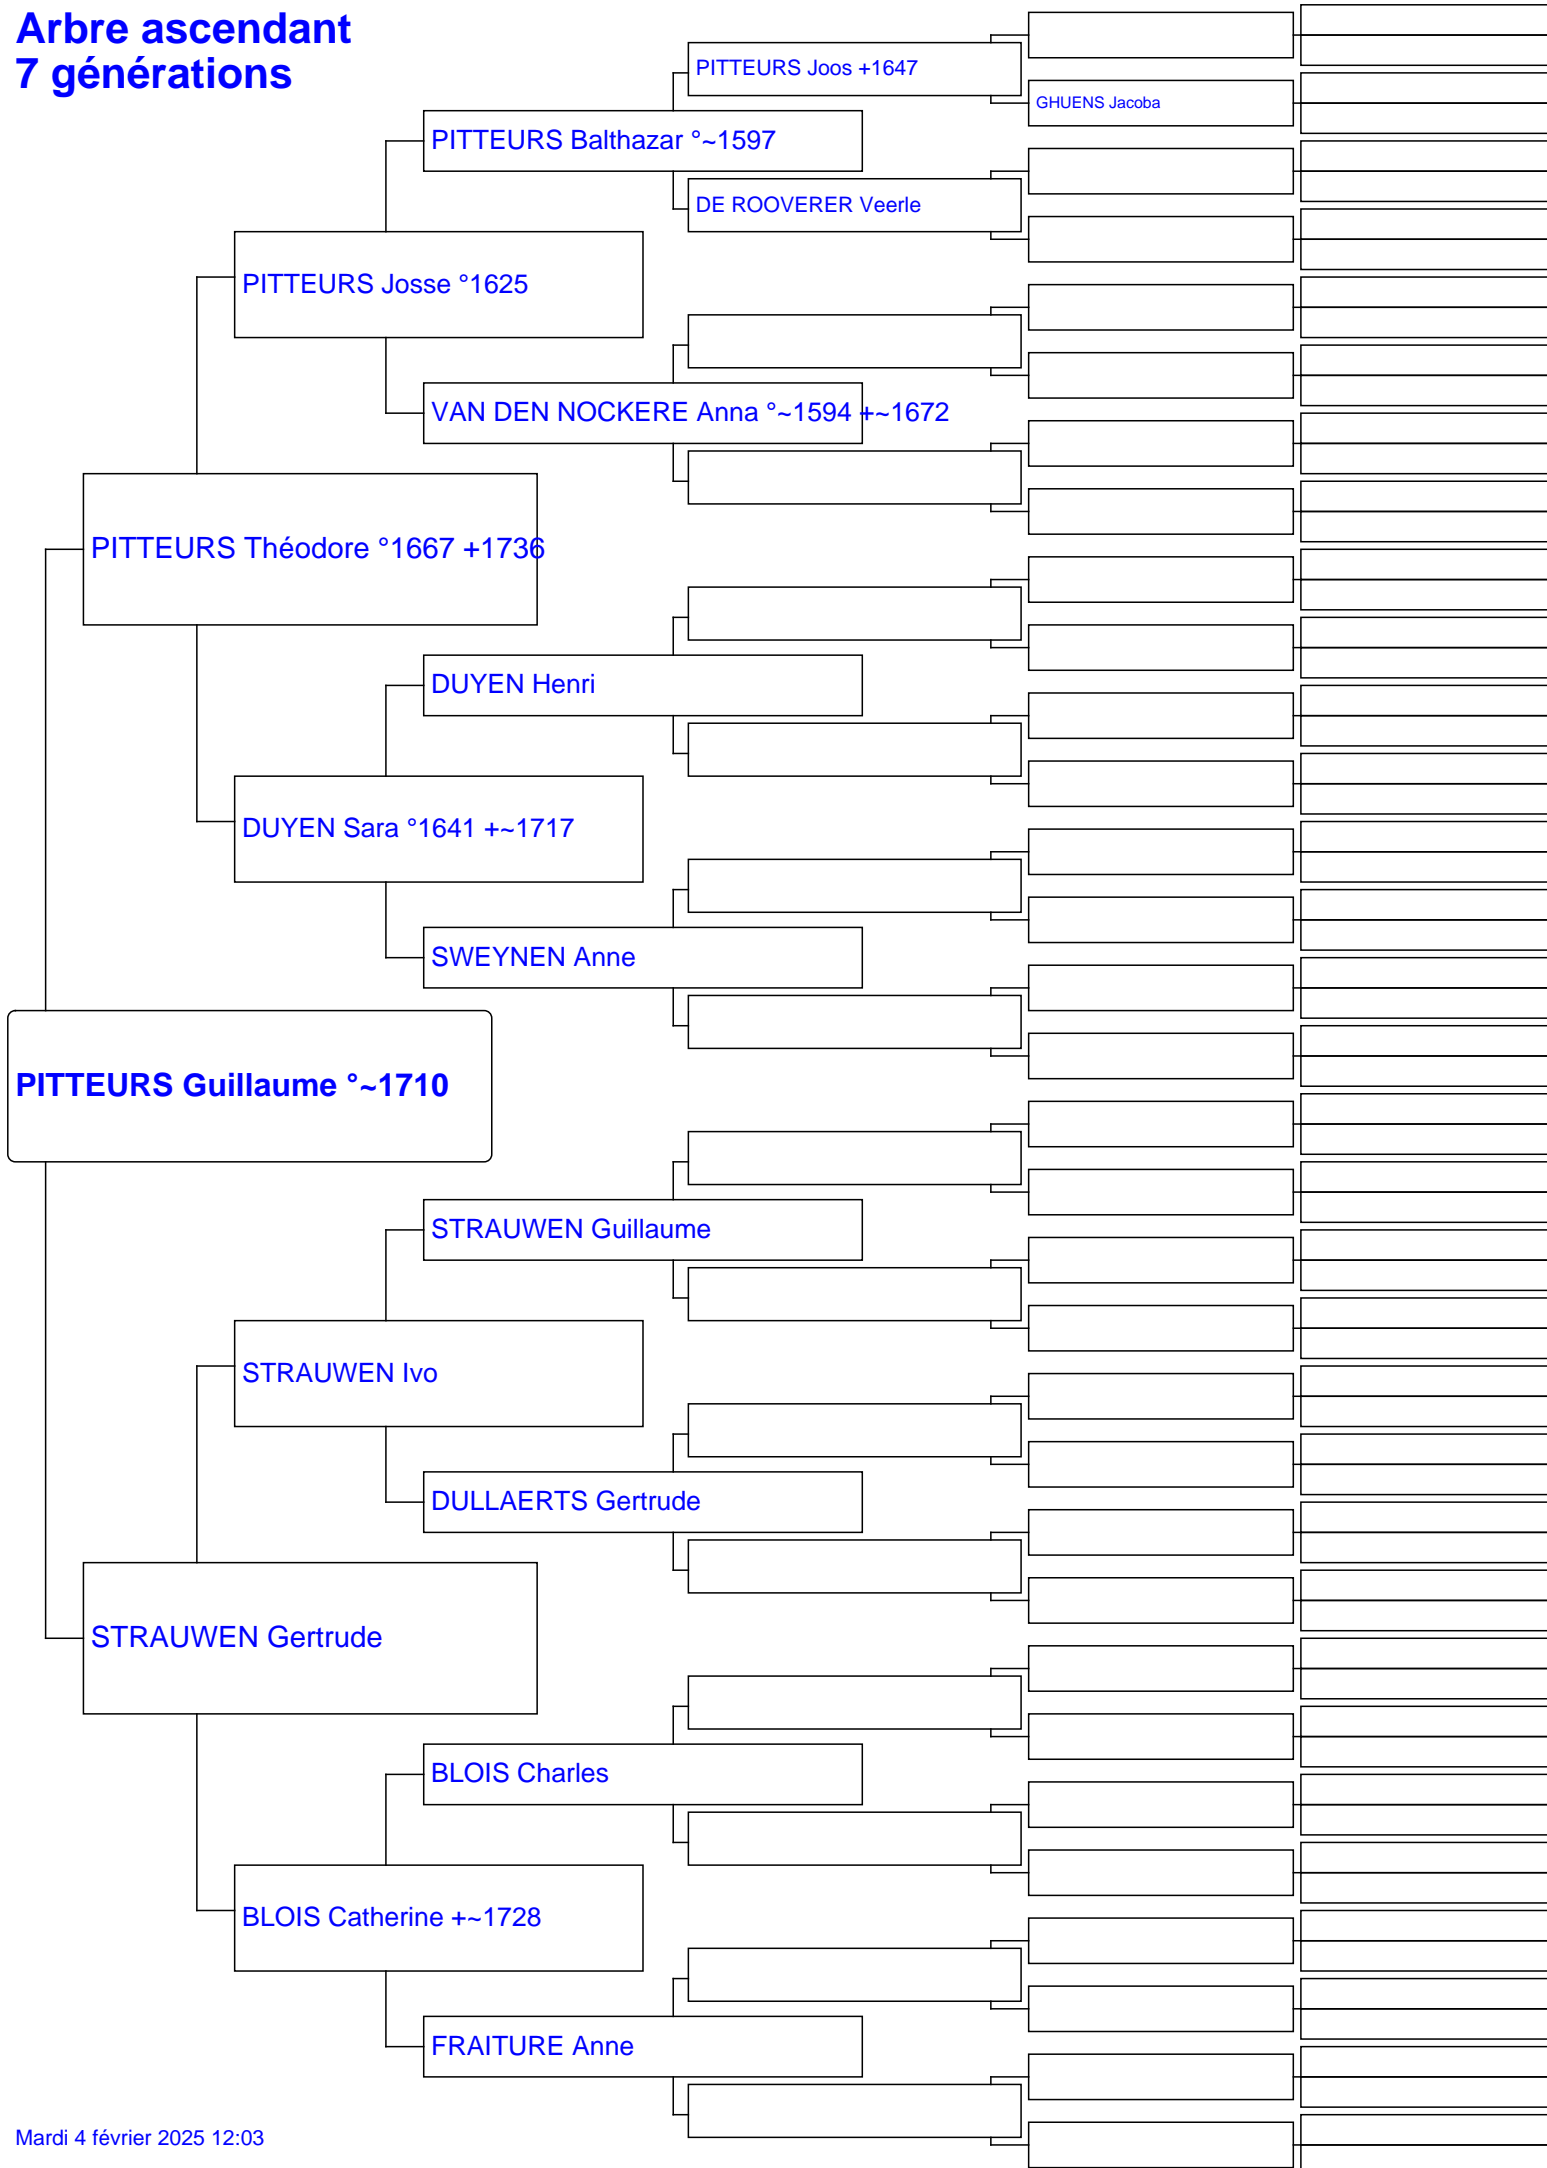 Arbre ascendant
7 générations
PITTEURS Joos +1647
GHUENS Jacoba
PITTEURS Balthazar °~1597
DE ROOVERER Veerle
PITTEURS Josse °1625
VAN DEN NOCKERE Anna °~1594 +~1672
PITTEURS Théodore °1667 +1736
DUYEN Henri
DUYEN Sara °1641 +~1717
SWEYNEN Anne
PITTEURS Guillaume °~1710
STRAUWEN Guillaume
STRAUWEN Ivo
DULLAERTS Gertrude
STRAUWEN Gertrude
BLOIS Charles
BLOIS Catherine +~1728
FRAITURE Anne
Mardi 4 février 2025 12:03